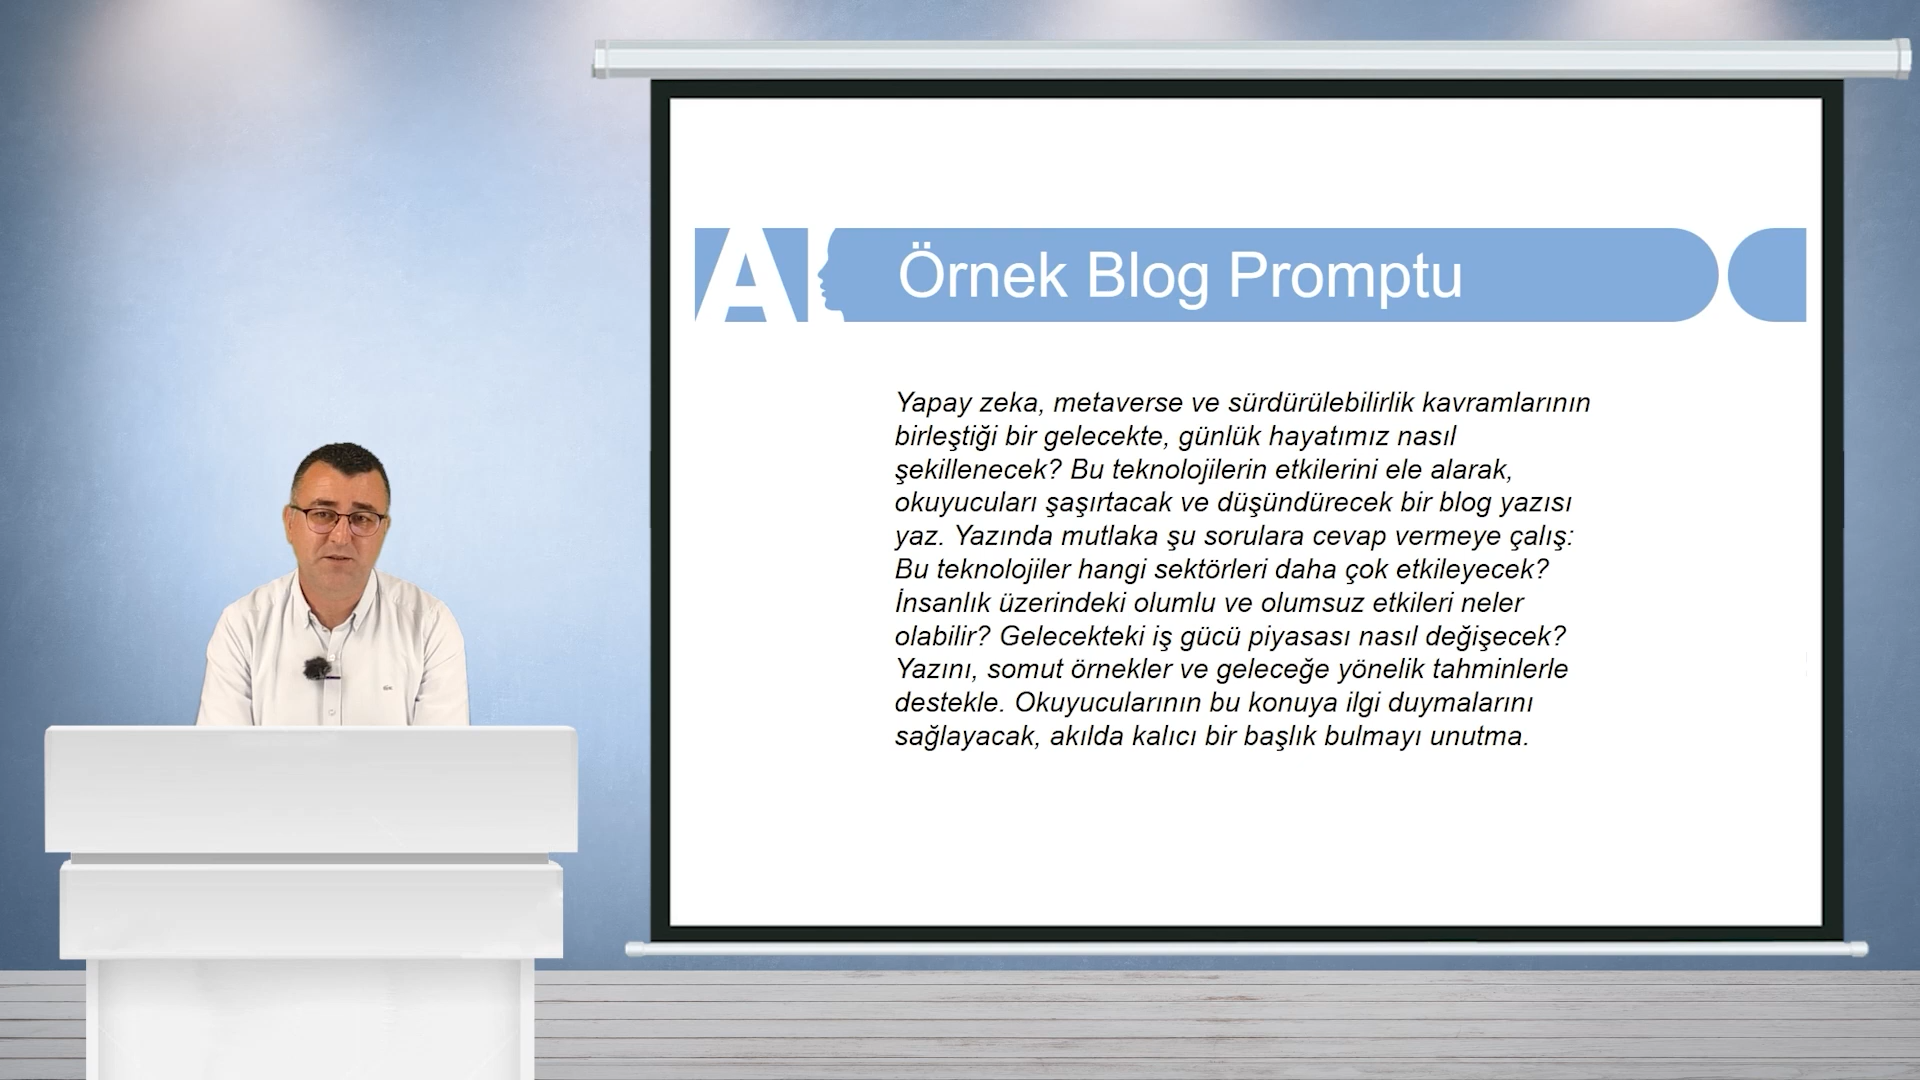 AI
Örnek Blog Promptu
Yapay zeka, metaverse ve sürdürülebilirlik kavramlarının
birleştiği bir gelecekte, günlük hayatımız nasıl
şekillenecek? Bu teknolojilerin etkilerini ele alarak,
okuyucuları şaşırtacak ve düşündürecek bir blog yazısı
yaz. Yazında mutlaka şu sorulara cevap vermeye çalış:
Bu teknolojiler hangi sektörleri daha çok etkileyecek?
İnsanlık üzerindeki olumlu ve olumsuz etkileri neler
olabilir? Gelecekteki iş gücü piyasası nasıl değişecek?
Yazını, somut örnekler ve geleceğe yönelik tahminlerle
destekle. Okuyucularının bu konuya ilgi duymalarını
sağlayacak, akılda kalıcı bir başlık bulmayı unutma.